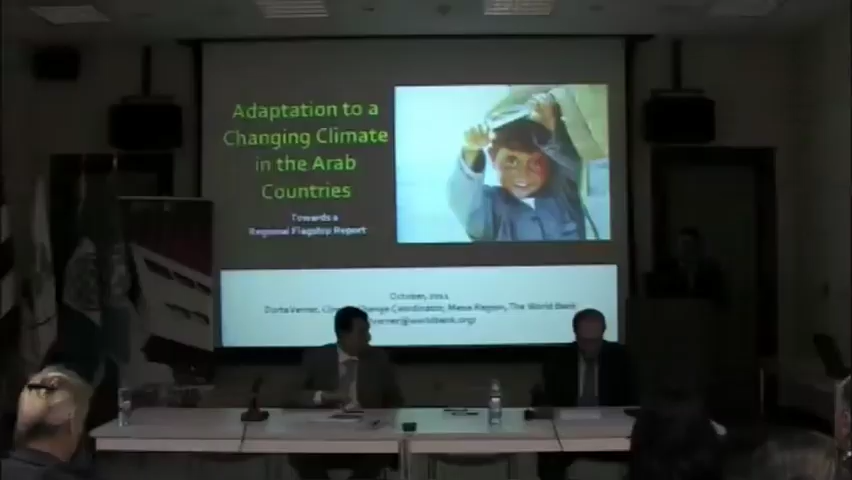 Adaptation to a
Changing Climate
in the Arab
Countries
Towards a
Regional Flagship Report
October, 2011
Dorte Verner, Climate Change Coordinator, Mena Region, The World Bank